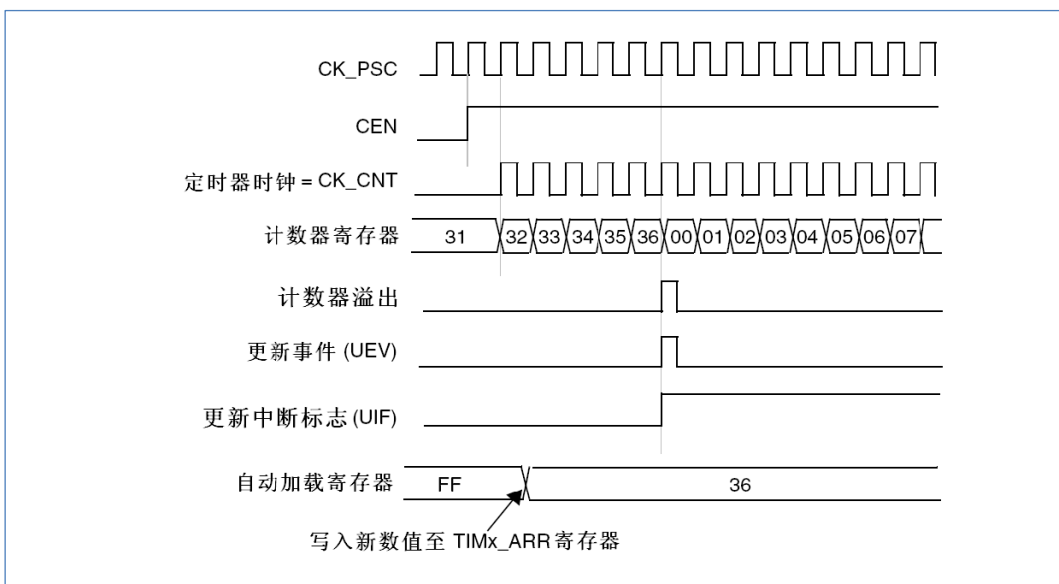 CK_PSC
CEN
定时器时钟 = CK_CNT
计数器寄存器 31 32 33 34 35 36 00 01 02 03 04 05 06 07
计数器溢出
更新事件 (UEV)
更新中断标志 (UIF)
自动加载寄存器 FF 36
写入新数值至 TIMx_ARR 寄存器